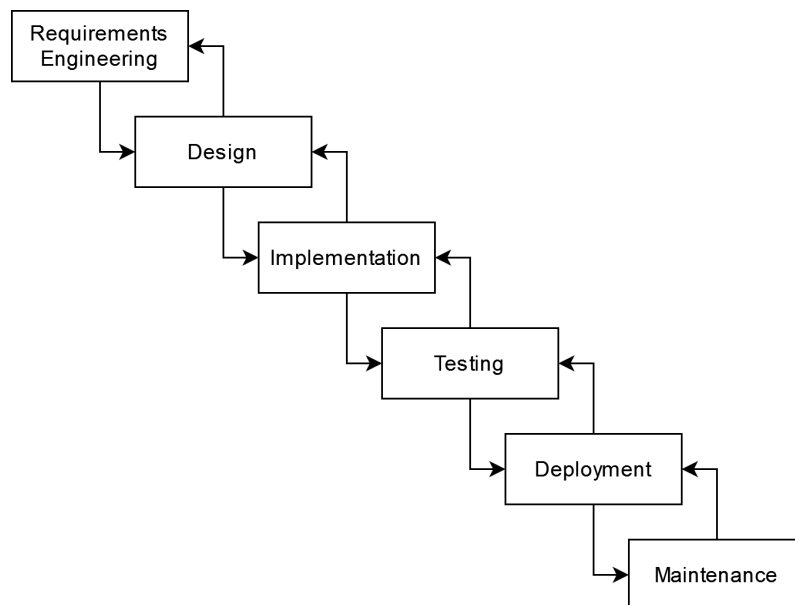 Requirements
Engineering
Design
Implementation
Testing
Deployment
Maintenance